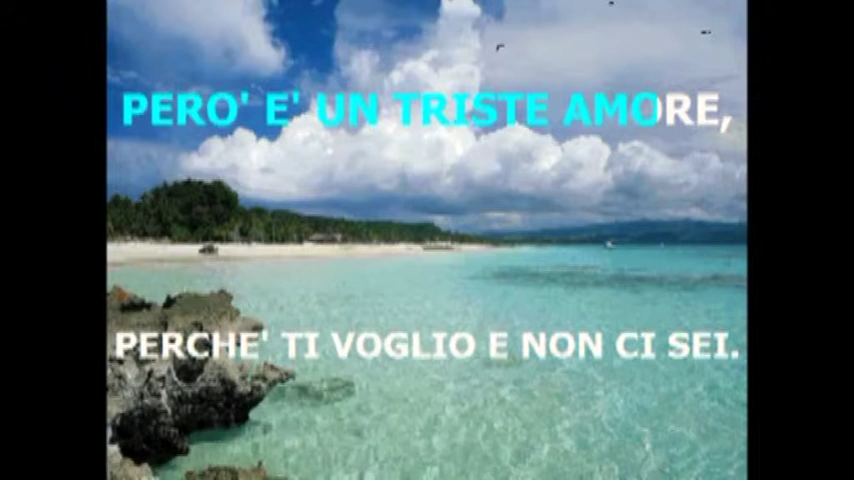 PERO' E' UN TRISTE AMORE,
PERCHE' TI VOGLIO E NON CI SEI.